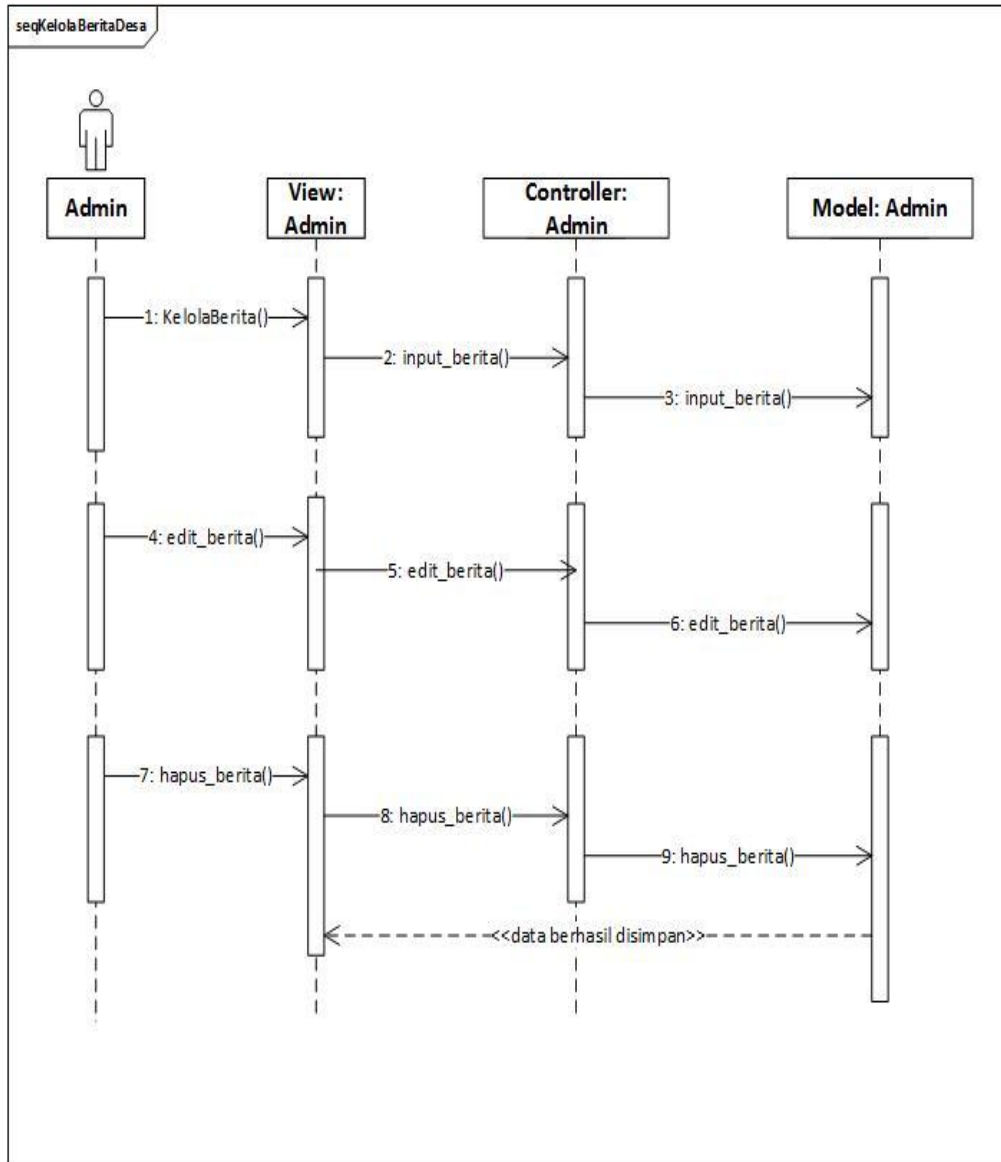 seqKelolaBeritaDesa
Admin
View:
Admin
Controller:
Admin
Model: Admin
1: KelolaBerita()
2: input_berita()
3: input_berita()
4: edit_berita()
5: edit_berita()
6: edit_berita()
7: hapus_berita()
8: hapus_berita()
9: hapus_berita()
<<data berhasil disimpan>>